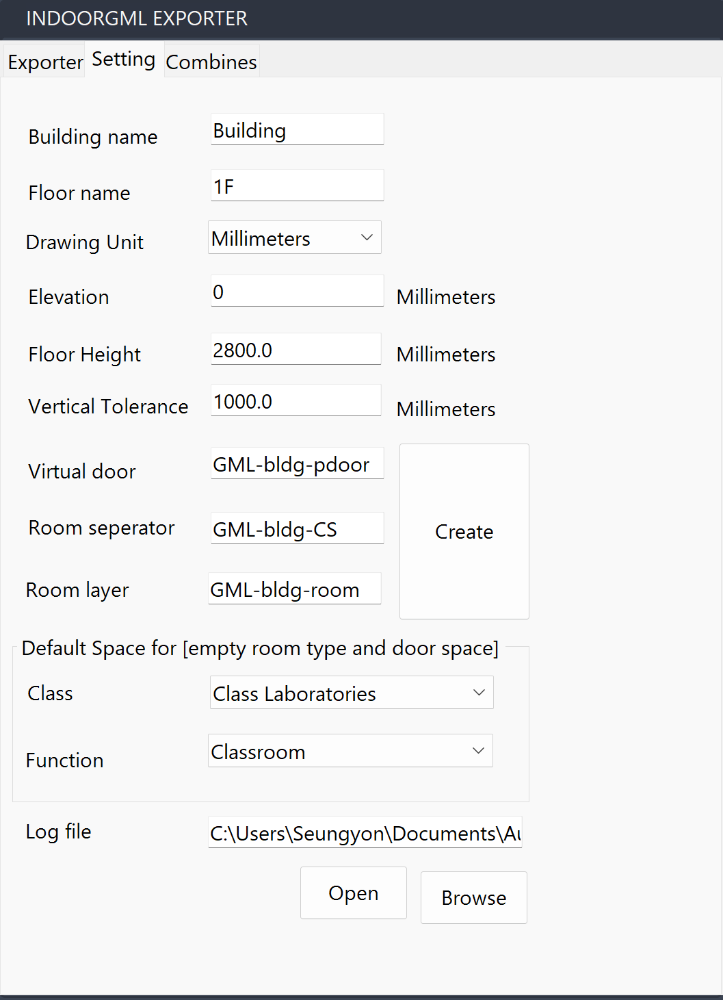 INDOORGML EXPORTER
Exporter Setting Combines
Building name Building
Floor name 1F
Drawing Unit Millimeters
Elevation 0 Millimeters
Floor Height 2800.0 Millimeters
Vertical Tolerance 1000.0 Millimeters
Virtual door GML-bldg-pdoor
Room seperator GML-bldg-CS Create
Room layer GML-bldg-room
Default Space for [empty room type and door space]
Class Class Laboratories
Function Classroom
Log file C:\Users\Seungyon\Documents\Au
Open Browse